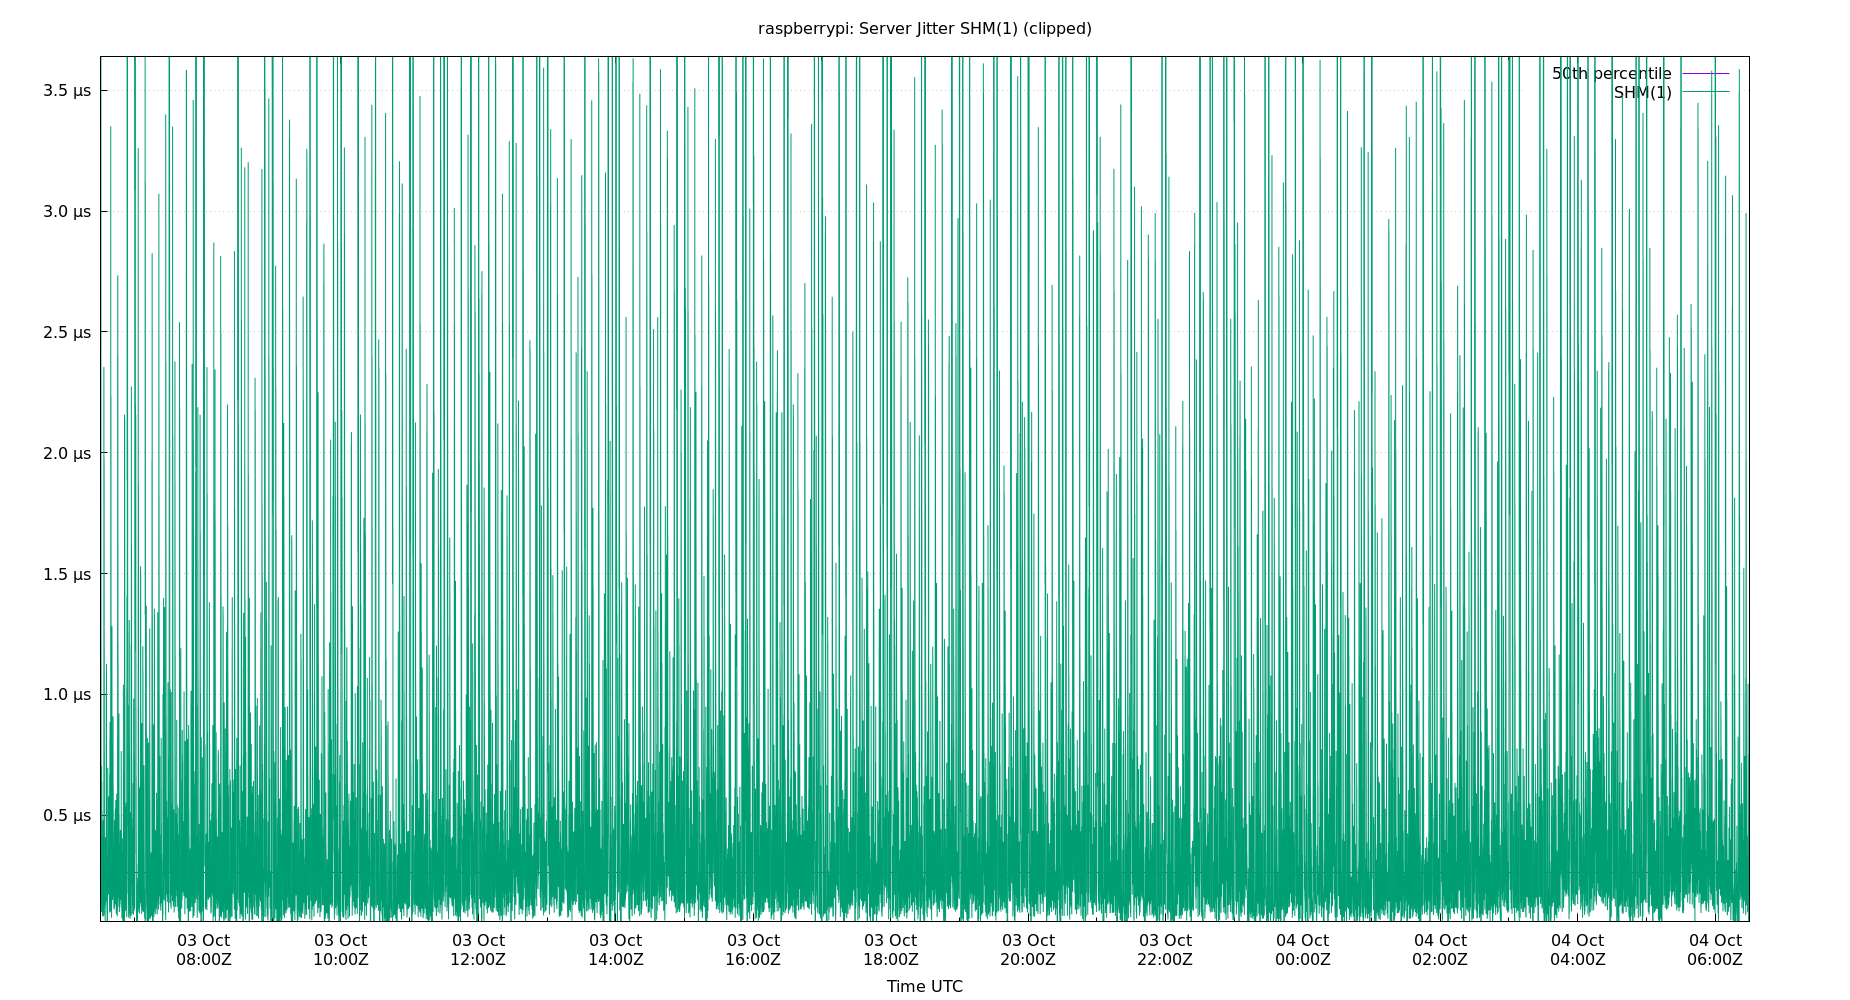 raspberrypi: Server Jitter SHM(1) (clipped)
50th percentile
SHM(1)
3.5 µs
3.0 µs
2.5 µs
2.0 µs
1.5 µs
1.0 µs
0.5 µs
03 Oct 03 Oct 03 Oct 03 Oct 03 Oct 03 Oct 03 Oct 03 Oct 04 Oct 04 Oct 04 Oct 04 Oct
08:00Z 10:00Z 12:00Z 14:00Z 16:00Z 18:00Z 20:00Z 22:00Z 00:00Z 02:00Z 04:00Z 06:00Z
Time UTC